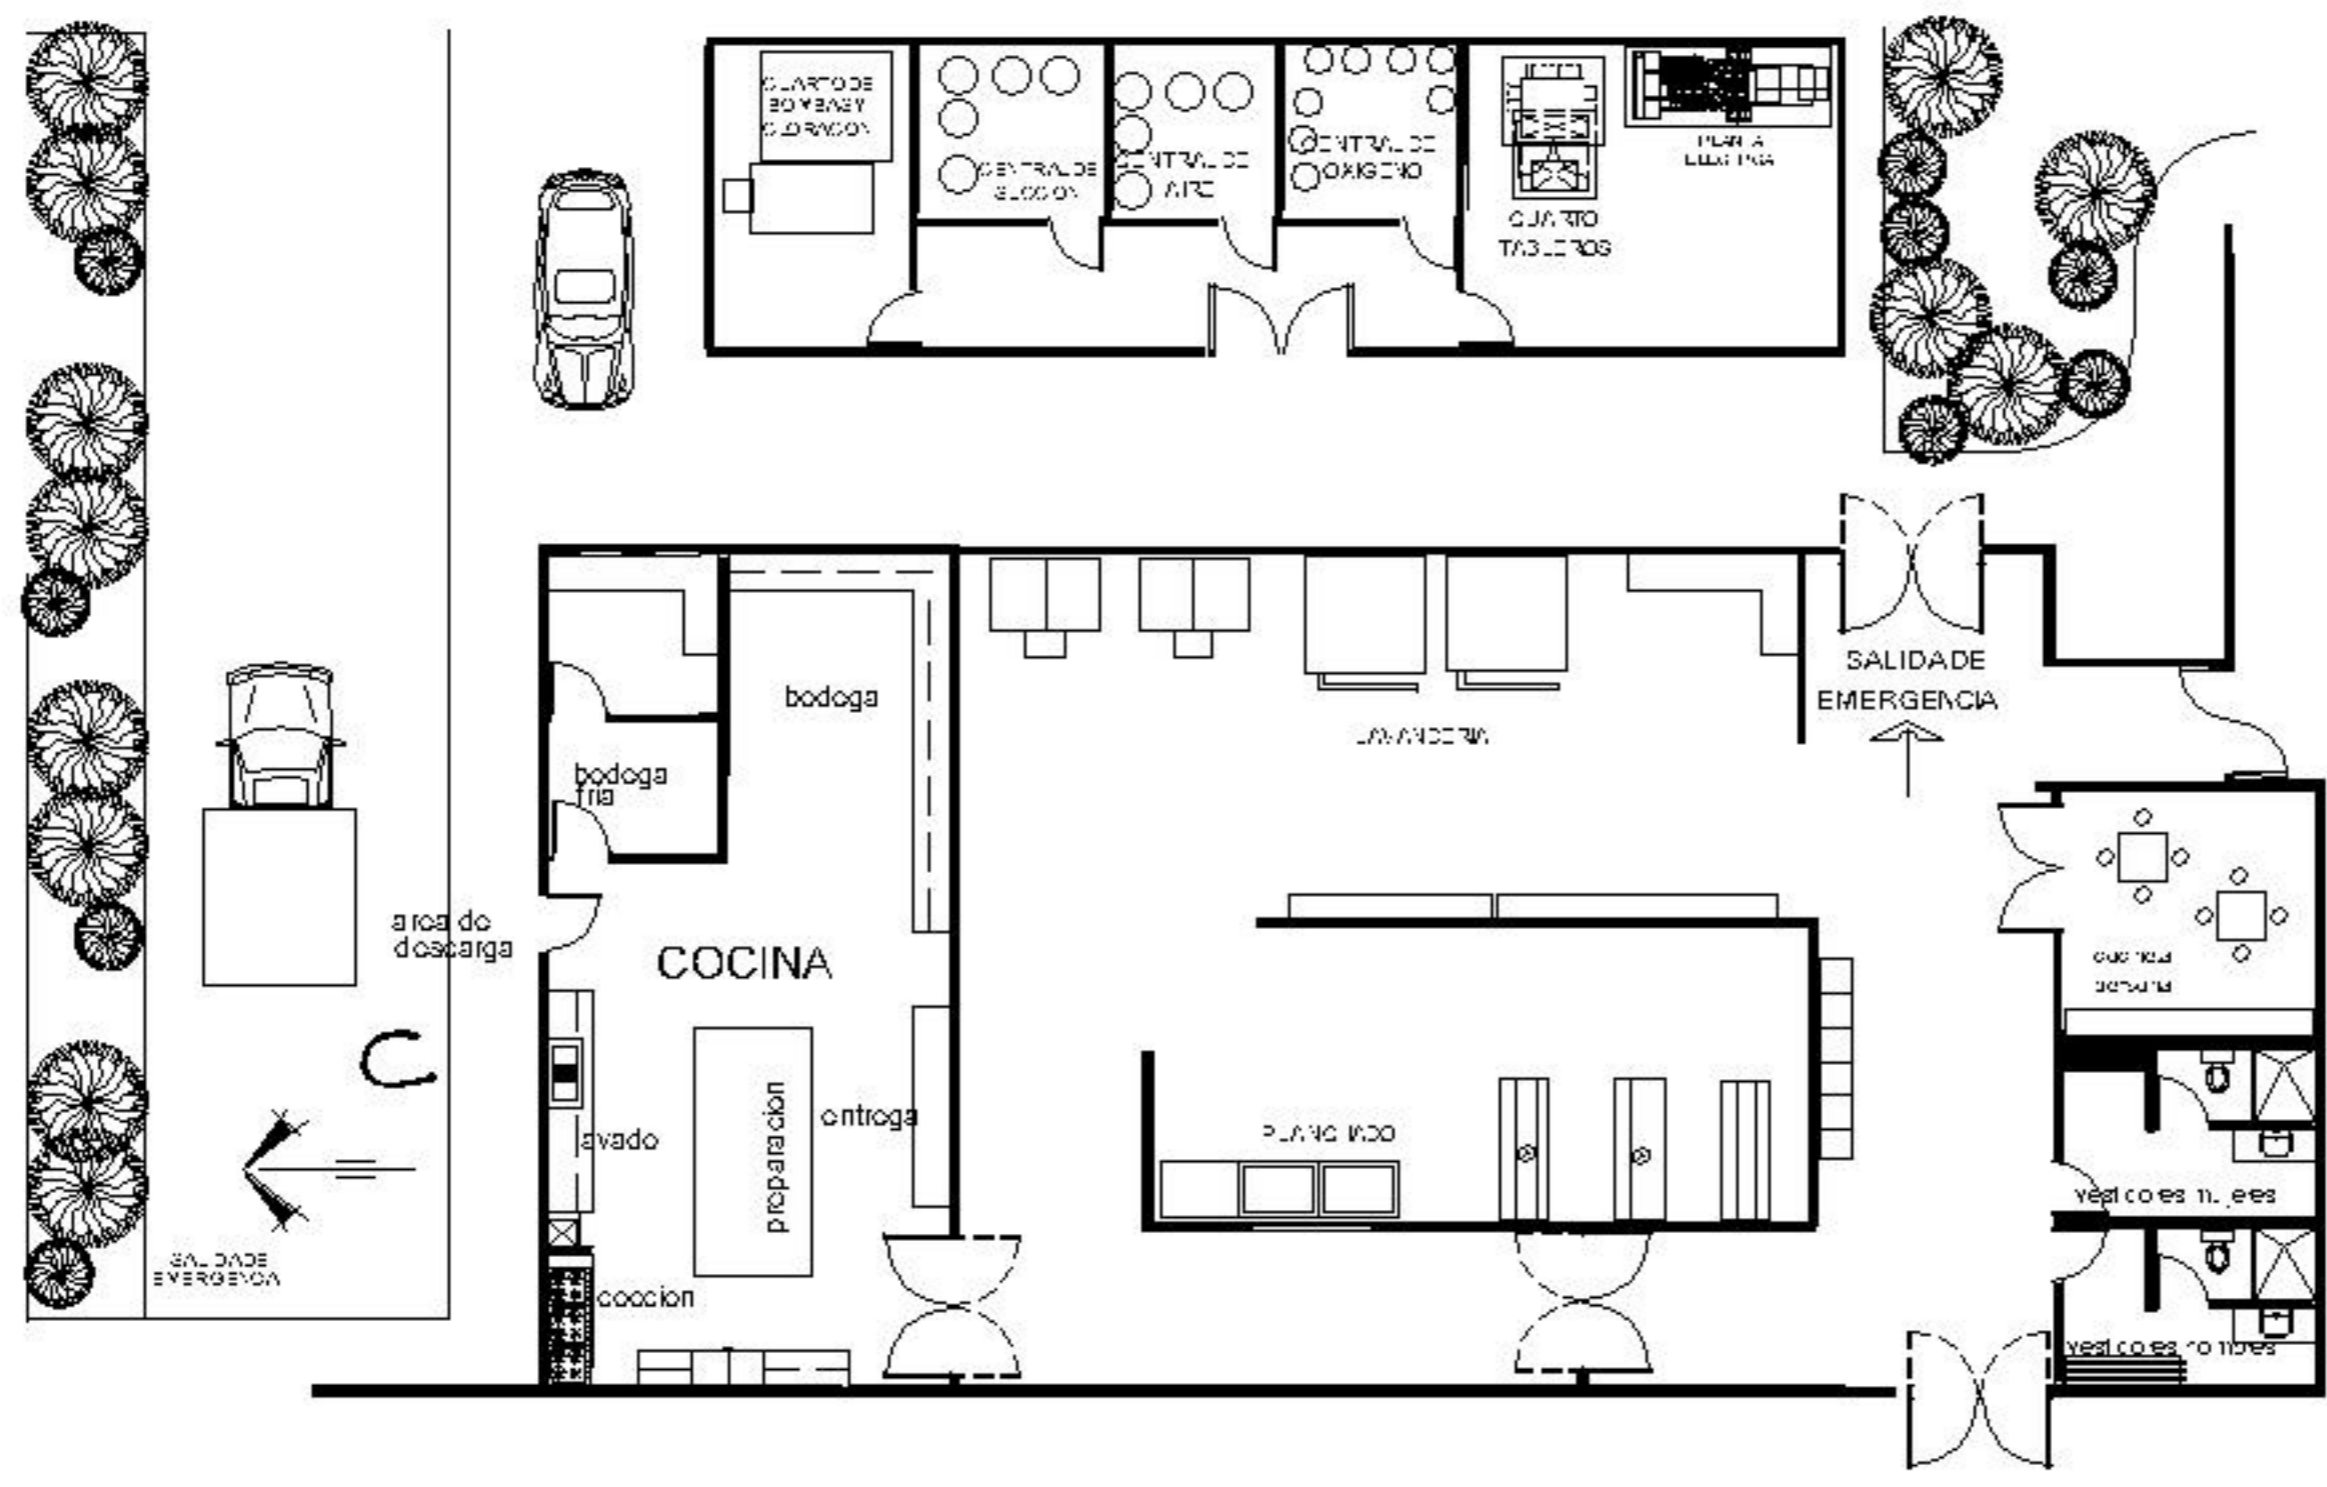 CUARTO DE
BOMBAS Y
CLORACION
CENTRAL DE
SUCCION
CENTRAL DE
AIRE
CENTRAL DE
OXIGENO
CUARTO
TABLEROS
PLANTA
ELECTRICA
SALIDA DE
EMERGENCIA
bodega
LAVANDERIA
bodega
fria
area de
descarga
COCINA
preparacion
entrega
avado
PLANCHADO
coccion
SALIDA DE
EMERGENCIA
vestidores mujeres
vestidores hombres